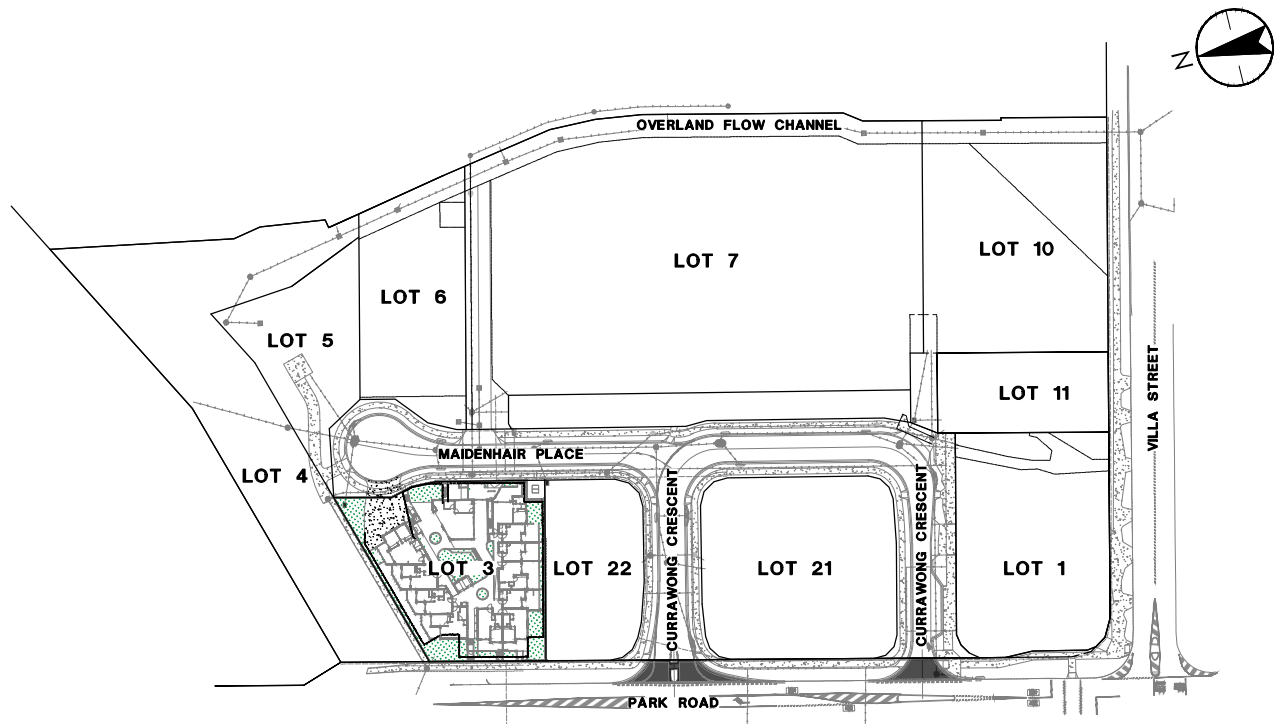 N
OVERLAND FLOW CHANNEL
LOT 7
LOT 10
LOT 6
LOT 5
LOT 11
VILLA STREET
MAIDENHAIR PLACE
LOT 4
CURRAWONG CRESCENT
CURRAWONG CRESCENT
LOT 3
LOT 22
LOT 21
LOT 1
PARK ROAD